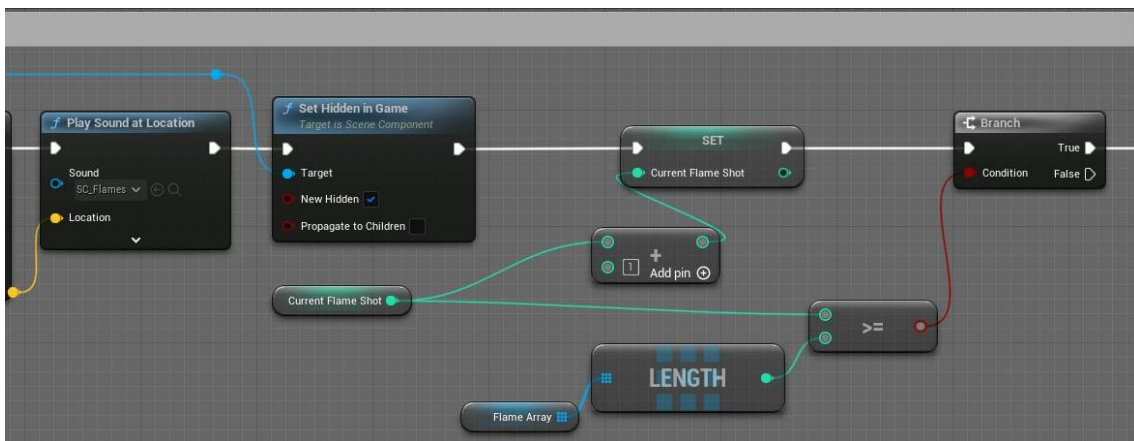 Play Sound at Location
Sound
SC_Flames
Location
Set Hidden in Game
Target is Scene Component
Target
New Hidden
Propagate to Children
Current Flame Shot
SET
Current Flame Shot
+
1
Add pin
LENGTH
Flame Array
>=
Branch
True
Condition
False